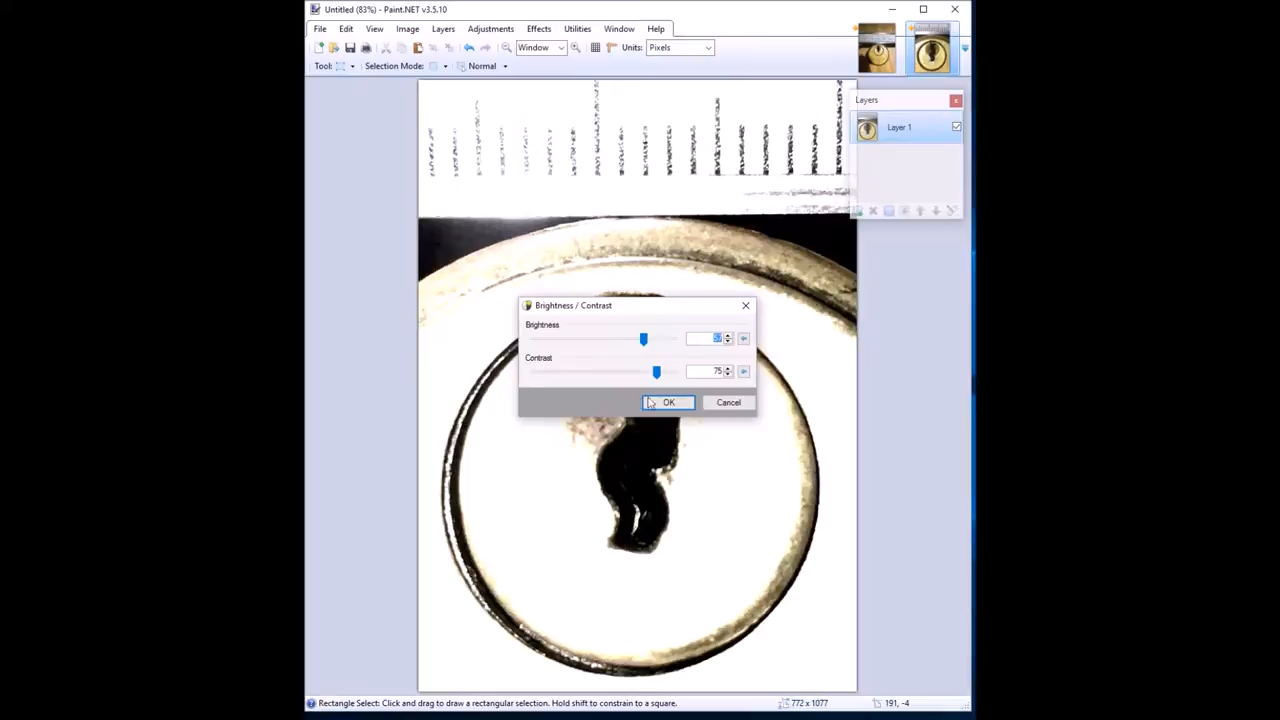 Untitled (83%) - Paint.NET v3.5.10
File Edit View Image Layers Adjustments Effects Utilities Window Help
Window Units: Pixels
Tool: Selection Mode: Normal
Layers
Layer 1
Brightness / Contrast
Brightness
57
Contrast
75
OK Cancel
Rectangle Select: Click and drag to draw a rectangular selection. Hold shift to constrain to a square. 772 x 1077 191, -4